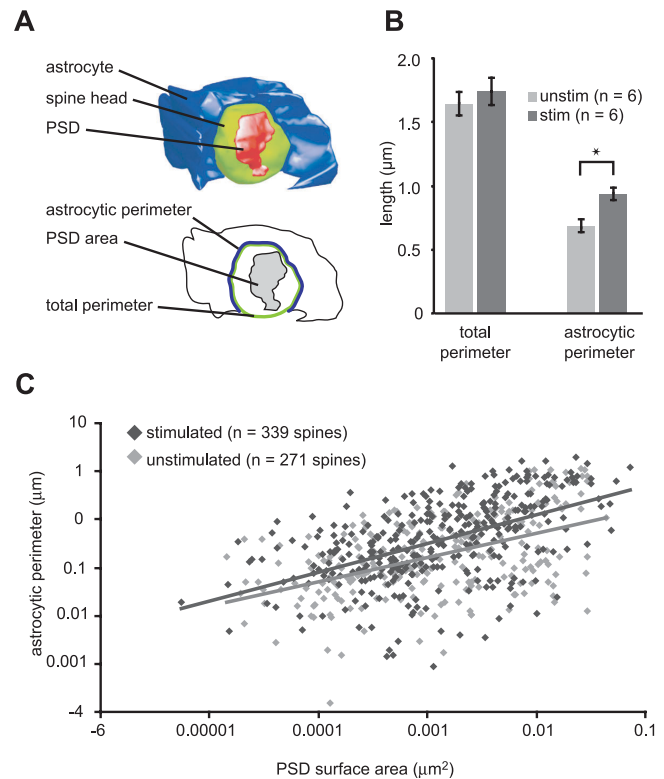 A
astrocyte
spine head
PSD
astrocytic perimeter
PSD area
total perimeter
B
2.0
1.5
1.0
0.5
0
length (μm)
unstim (n = 6)
stim (n = 6)
*
total
perimeter
astrocytic
perimeter
C
10
1
0
0.1
0.01
0.001
-4
astrocytic perimeter (μm)
stimulated (n = 339 spines)
unstimulated (n = 271 spines)
-6
0.00001
0.0001
0.001
0.01
0.1
PSD surface area (μm²)